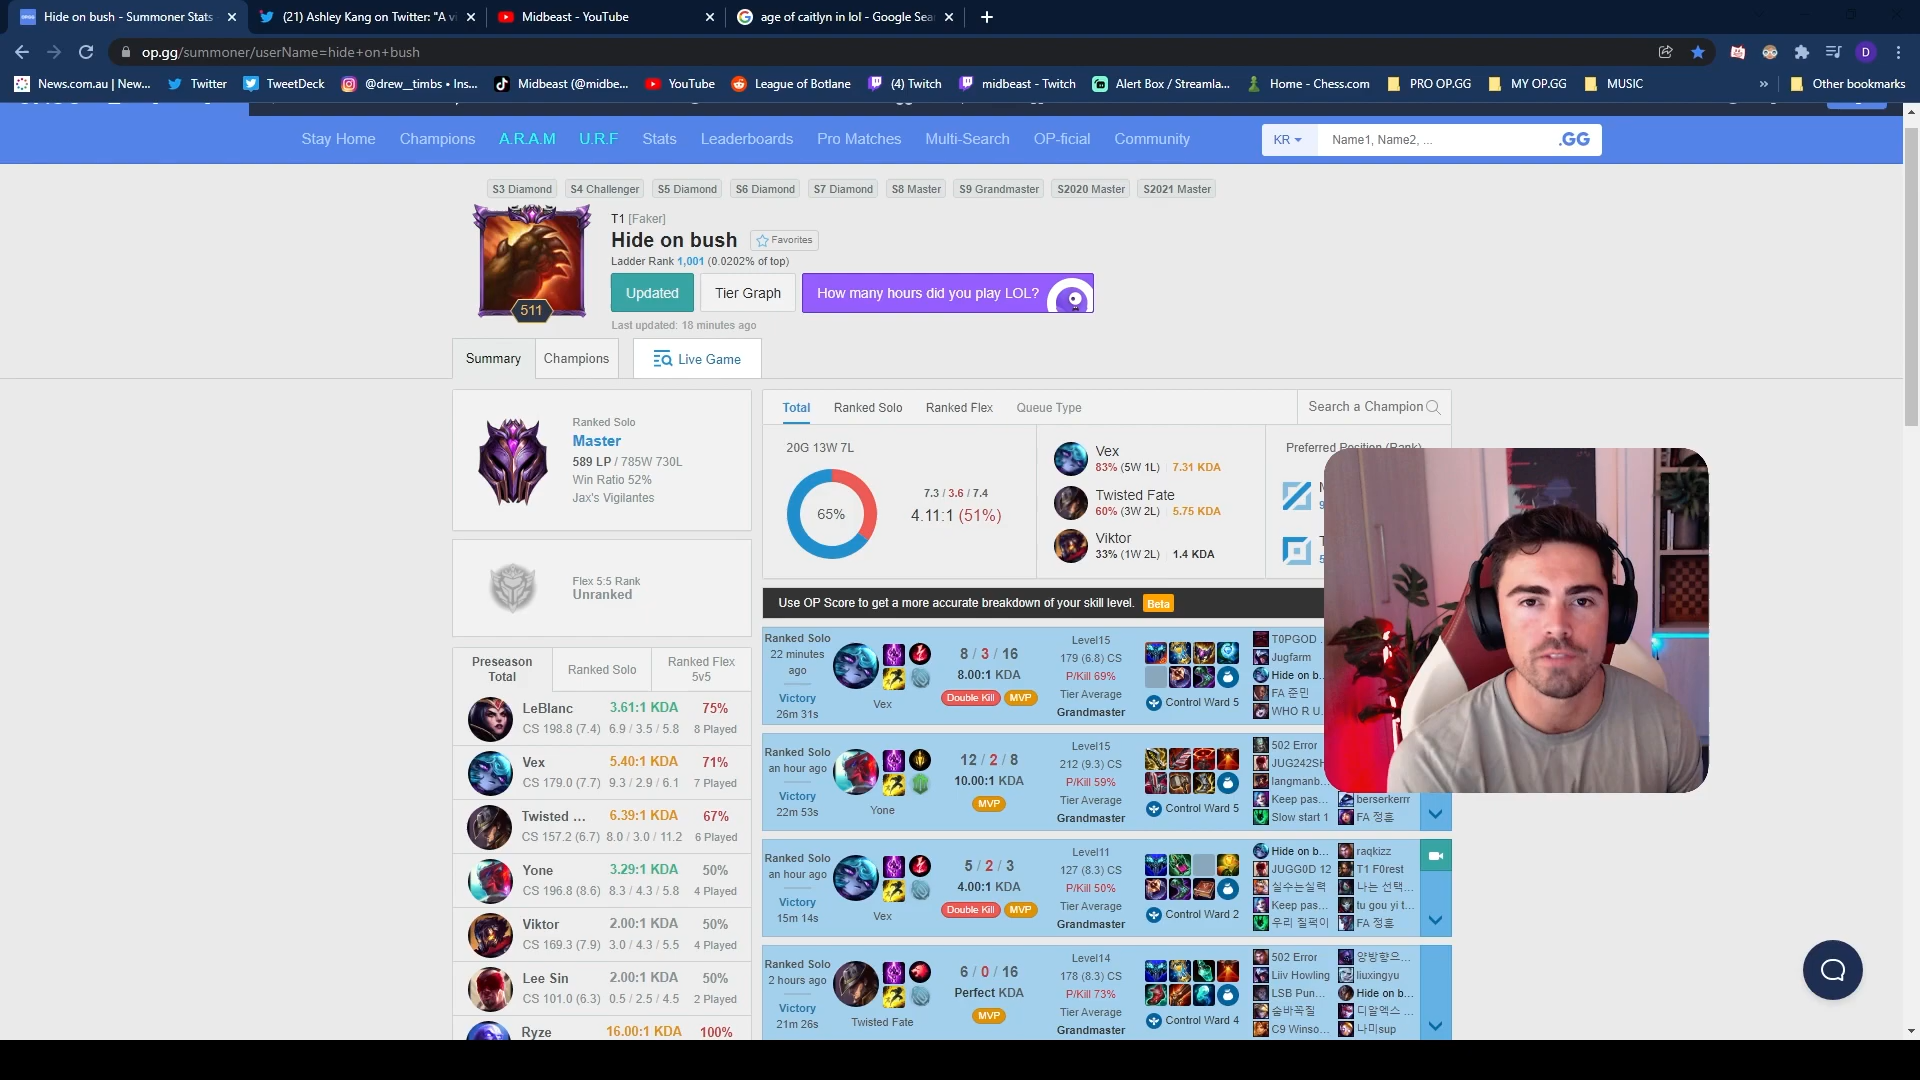 Hide on bush - Summoner Stats
(21) Ashley Kang on Twitter: "A vi
Midbeast - YouTube
age of caitlyn in lol - Google Sea
op.gg/summoner/userName=hide+on+bush
D
News.com.au | New...
Twitter
TweetDeck
@drew_timbs • Ins...
Midbeast (@midbe...
YouTube
League of Botlane
(4) Twitch
midbeast - Twitch
Alert Box / Streamla...
Home - Chess.com
PRO OP.GG
MY OP.GG
MUSIC
»
Other bookmarks
Stay Home
Champions
A.R.A.M
U.R.F
Stats
Leaderboards
Pro Matches
Multi-Search
OP-ficial
Community
KR
Name1, Name2, ...
.GG
S3 Diamond
S4 Challenger
S5 Diamond
S6 Diamond
S7 Diamond
S8 Master
S9 Grandmaster
S2020 Master
S2021 Master
T1 [Faker]
Hide on bush
Favorites
Ladder Rank 1,001 (0.0202% of top)
Updated
Tier Graph
How many hours did you play LOL?
511
Last updated: 18 minutes ago
Summary
Champions
Live Game
Ranked Solo
Master
589 LP / 785W 730L
Win Ratio 52%
Jax's Vigilantes
Flex 5:5 Rank
Unranked
Preseason Total
Ranked Solo
Ranked Flex 5v5
LeBlanc 3.61:1 KDA 75%
CS 198.8 (7.4) 6.9 / 3.5 / 5.8 8 Played
Vex 5.40:1 KDA 71%
CS 179.0 (7.7) 9.3 / 2.9 / 6.1 7 Played
Twisted ... 6.39:1 KDA 67%
CS 157.2 (6.7) 8.0 / 3.0 / 11.2 6 Played
Yone 3.29:1 KDA 50%
CS 196.8 (8.6) 8.3 / 4.3 / 5.8 4 Played
Viktor 2.00:1 KDA 50%
CS 169.3 (7.9) 3.0 / 4.3 / 5.5 4 Played
Lee Sin 2.00:1 KDA 50%
CS 101.0 (6.3) 0.5 / 2.5 / 4.5 2 Played
Ryze 16.00:1 KDA 100%
Total
Ranked Solo
Ranked Flex
Queue Type
Search a Champion
20G 13W 7L
65%
7.3 / 3.6 / 7.4
4.11:1 (51%)
Vex
83% (5W 1L) 7.31 KDA
Twisted Fate
60% (3W 2L) 5.75 KDA
Viktor
33% (1W 2L) 1.4 KDA
Preferred Position (Rank)
Use OP Score to get a more accurate breakdown of your skill level. Beta
Ranked Solo
22 minutes ago
Victory
26m 31s
Vex
8 / 3 / 16
8.00:1 KDA
Double Kill MVP
Level15
179 (6.8) CS
P/Kill 69%
Tier Average
Grandmaster
Control Ward 5
T0PGOD
Jugfarm
Hide on b...
FA 준민
WHO R U
Ranked Solo
an hour ago
Victory
22m 53s
Yone
12 / 2 / 8
10.00:1 KDA
MVP
Level15
212 (9.3) CS
P/Kill 59%
Tier Average
Grandmaster
Control Ward 5
502 Error
JUG242SH
langmanb...
Keep pas... berserkerrr
Slow start 1 FA 정훈
Ranked Solo
an hour ago
Victory
15m 14s
Vex
5 / 2 / 3
4.00:1 KDA
Double Kill MVP
Level11
127 (8.3) CS
P/Kill 50%
Tier Average
Grandmaster
Control Ward 2
Hide on b... raqkizz
JUGG0D 12 T1 F0rest
실수는실력 나는 선택...
Keep pas... tu gou yi t...
우리 질퍽이 FA 정훈
Ranked Solo
2 hours ago
Victory
21m 26s
Twisted Fate
6 / 0 / 16
Perfect KDA
MVP
Level14
178 (8.3) CS
P/Kill 73%
Tier Average
Grandmaster
Control Ward 4
502 Error 양방향으...
Liiv Howling liuxingyu
LSB Pun... Hide on b...
숨바꼭질 디알엑스 ...
C9 Winso... 나미sup